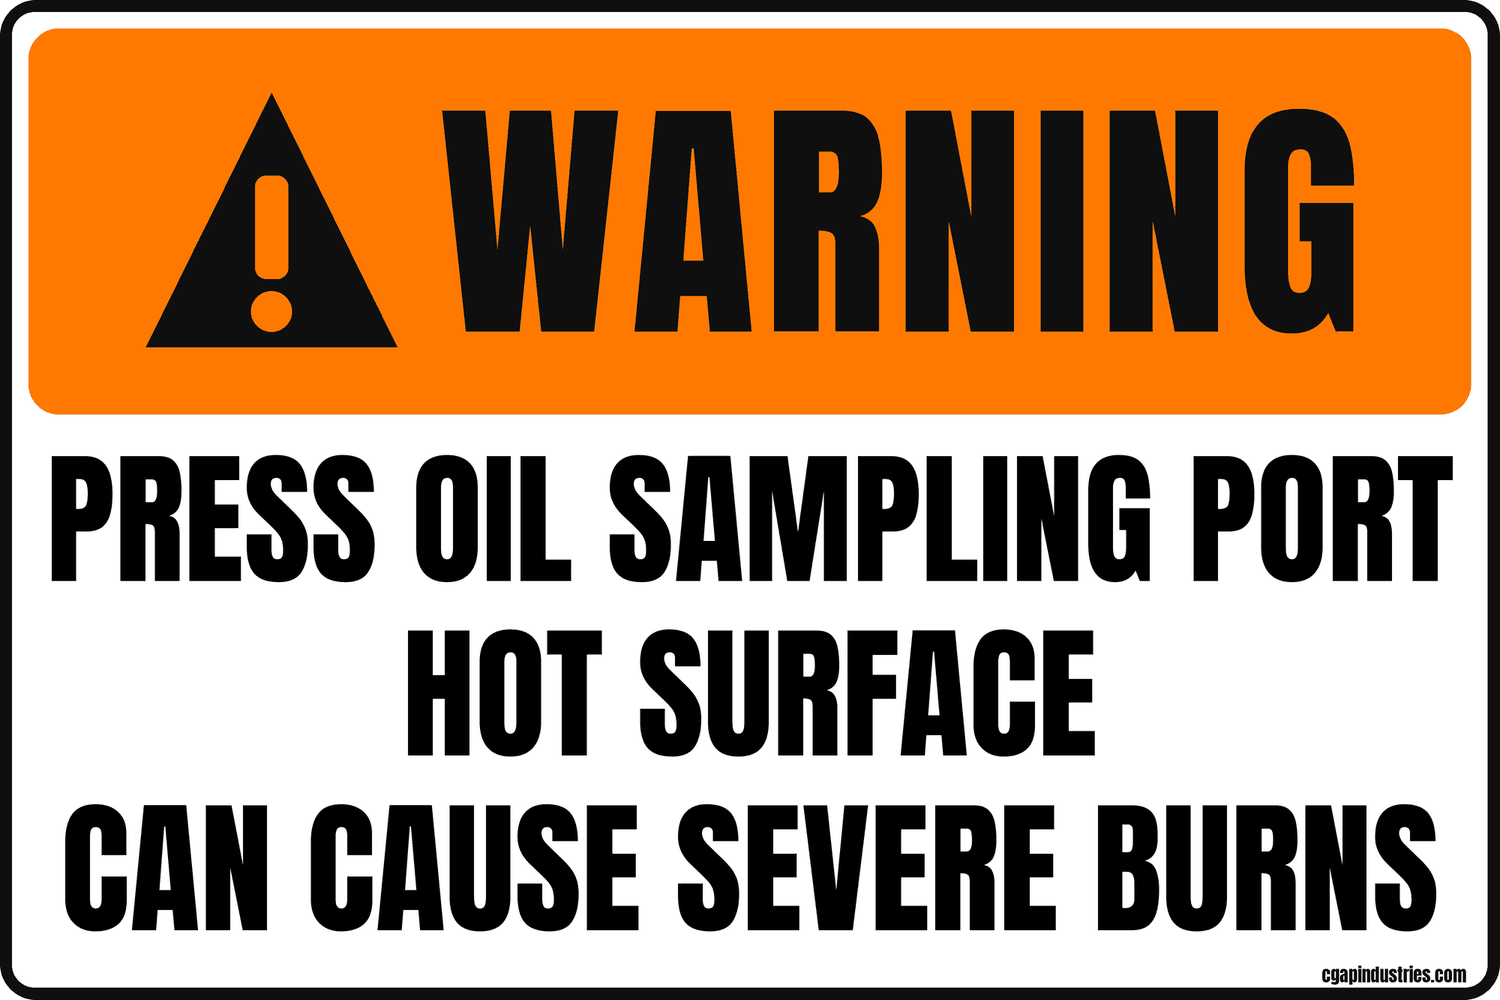 WARNING
PRESS OIL SAMPLING PORT
HOT SURFACE
CAN CAUSE SEVERE BURNS
cgapindustries.com